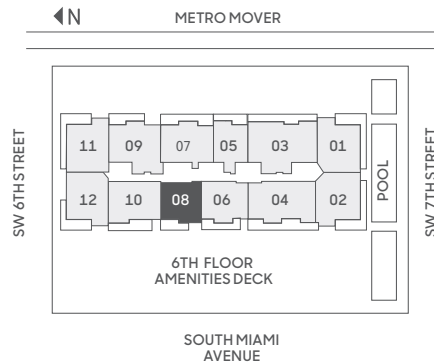 N
METRO MOVER
SW 6TH STREET
11
09
07
05
03
01
12
10
08
06
04
02
POOL
SW 7TH STREET
6TH FLOOR
AMENITIES DECK
SOUTH MIAMI
AVENUE